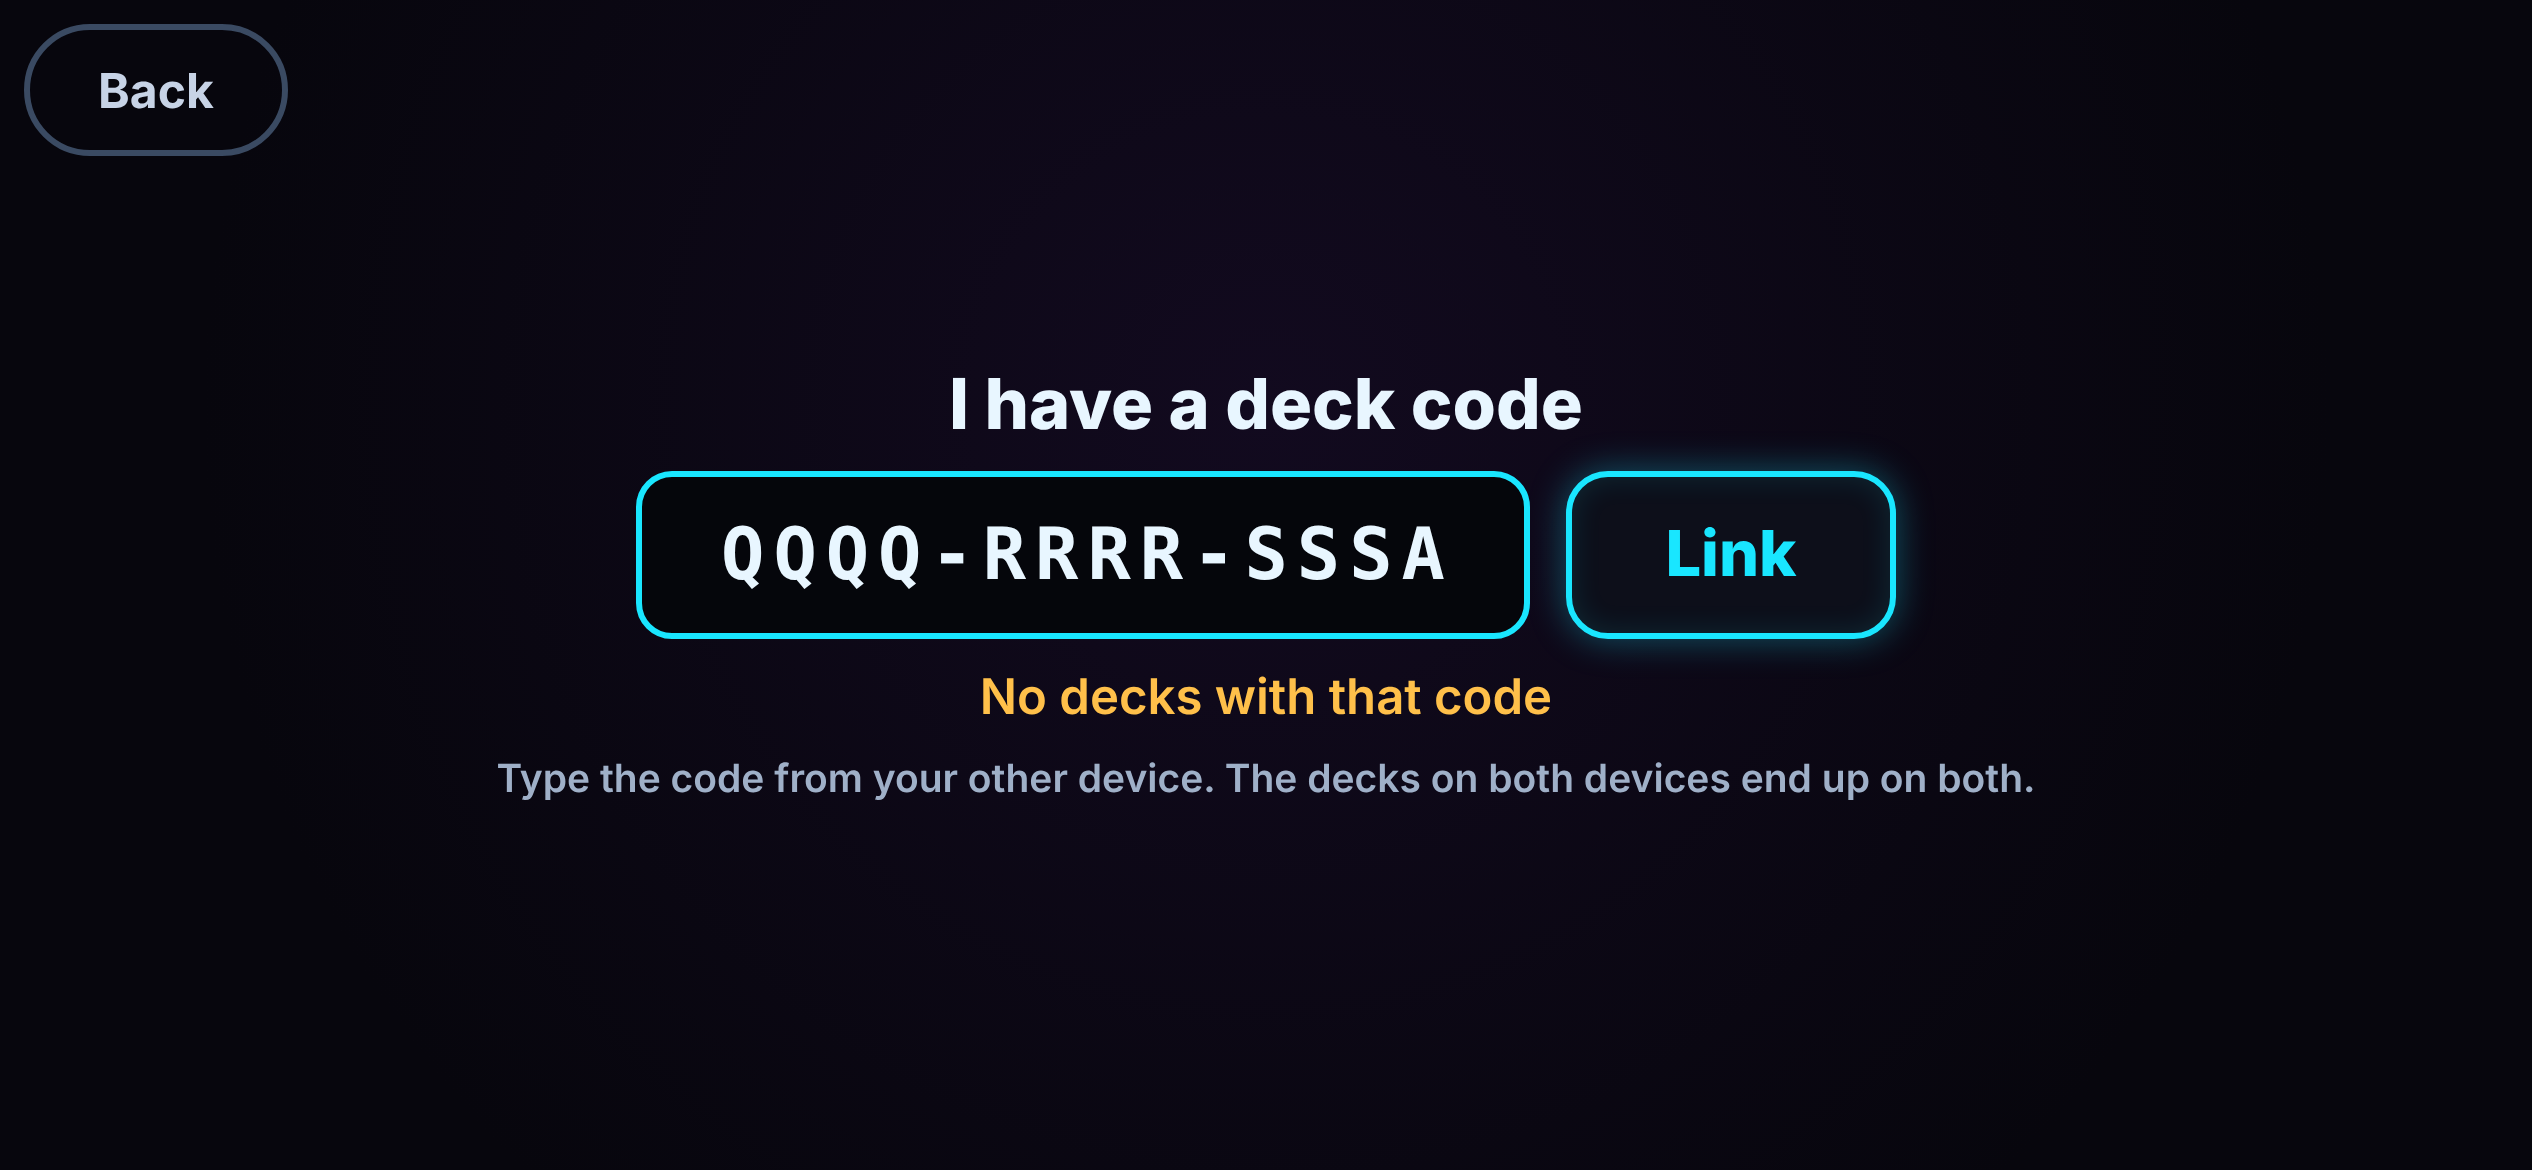 Back
I have a deck code
QQQQ-RRRR-SSSA
Link
No decks with that code
Type the code from your other device. The decks on both devices end up on both.